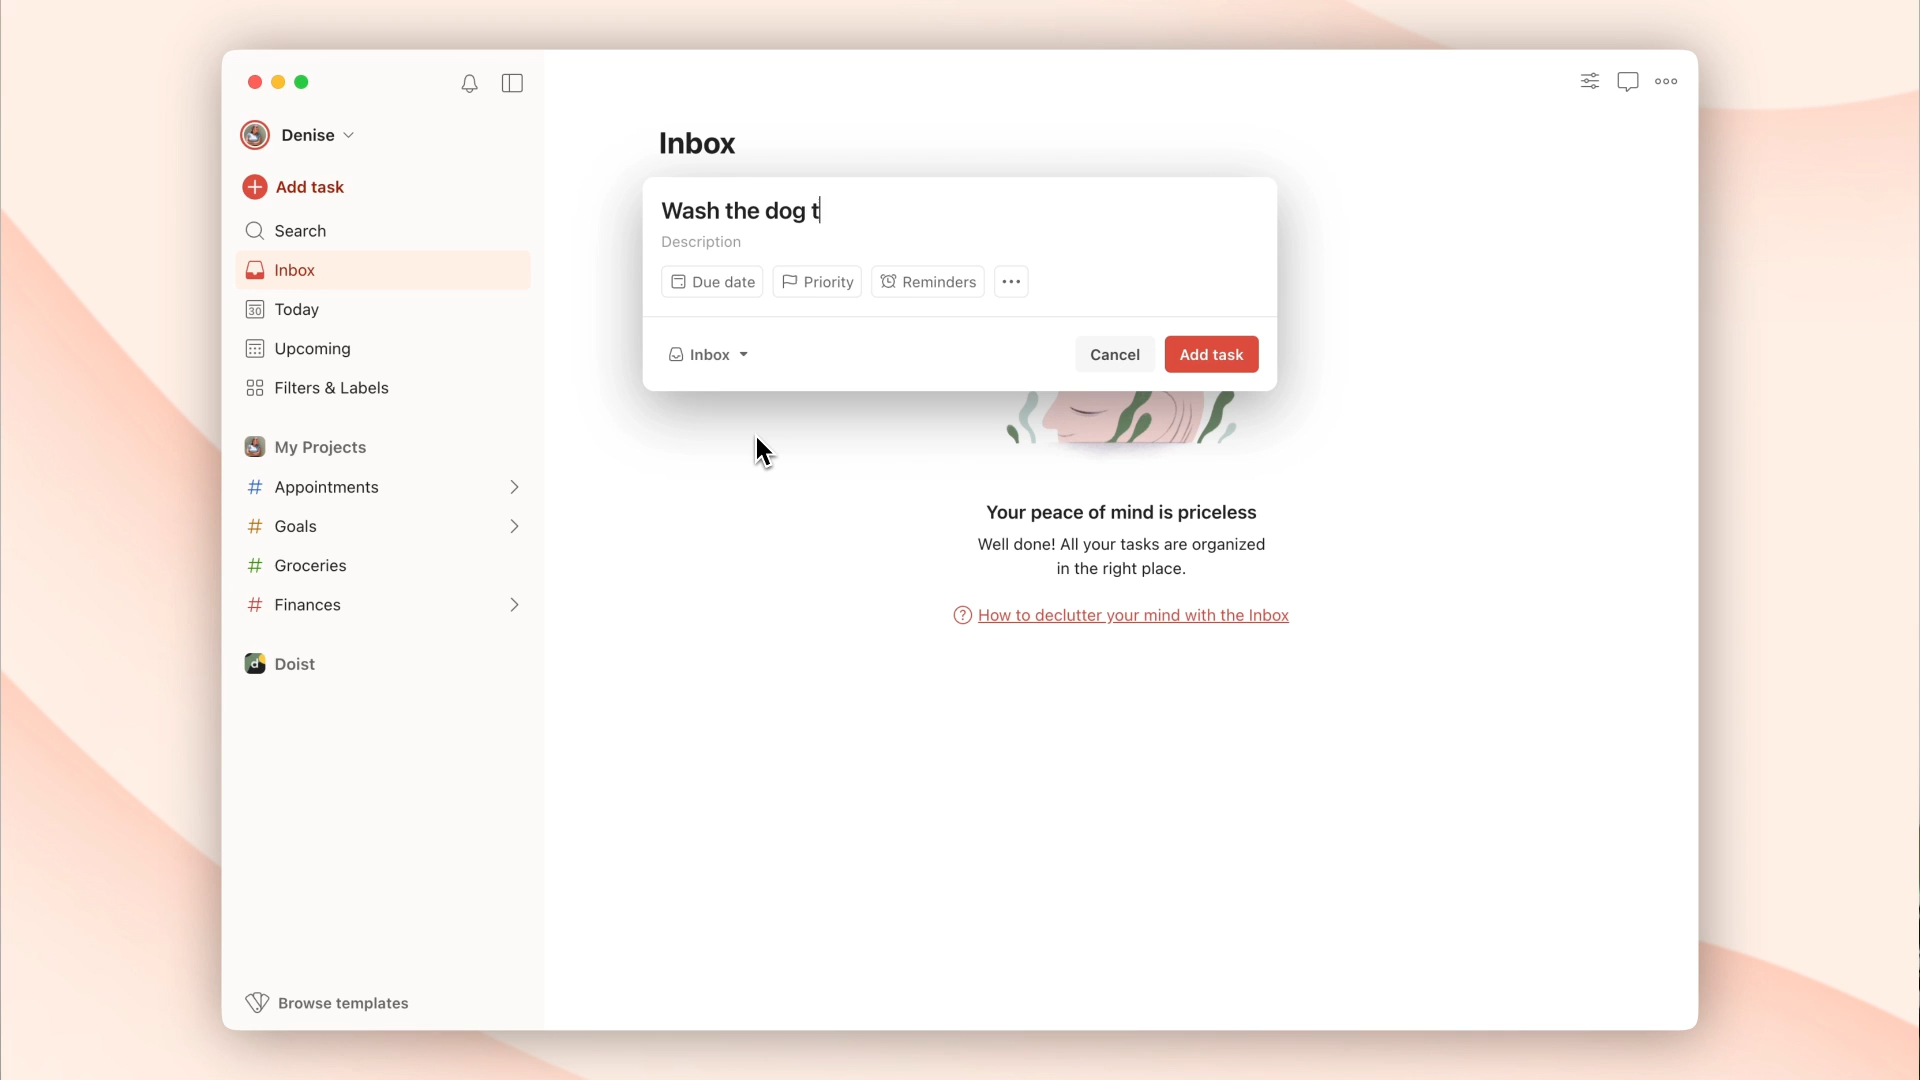 Denise
Add task
Search
Inbox
30
Today
Upcoming
Filters & Labels
My Projects
# Appointments
# Goals
# Groceries
# Finances
d
Doist
Browse templates
Inbox
Wash the dog t
Description
Due date
Priority
Reminders
Inbox
Cancel
Add task
Your peace of mind is priceless
Well done! All your tasks are organized
in the right place.
? How to declutter your mind with the Inbox